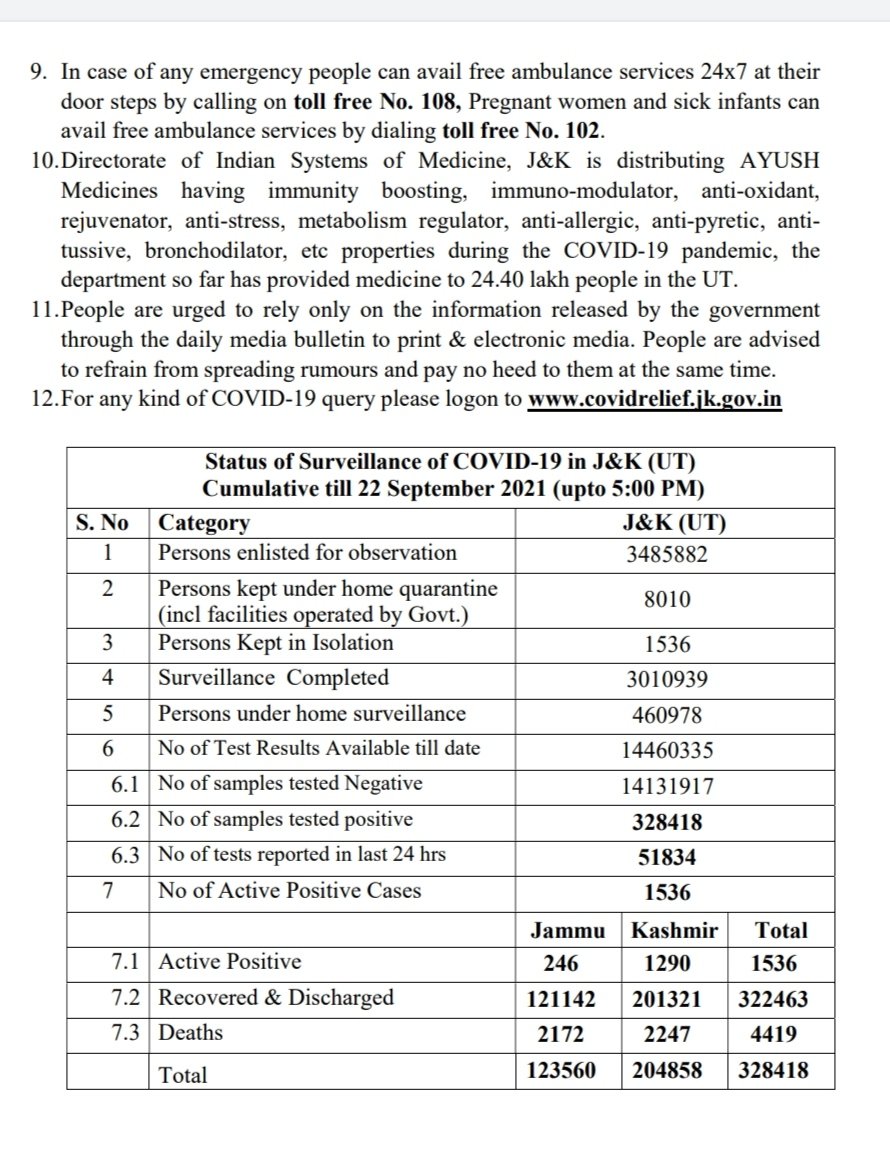 9. In case of any emergency people can avail free ambulance services 24x7 at their
door steps by calling on toll free No. 108, Pregnant women and sick infants can
avail free ambulance services by dialing toll free No. 102.
10.Directorate of Indian Systems of Medicine, J&K is distributing AYUSH
Medicines having immunity boosting, immuno-modulator, anti-oxidant,
rejuvenator, anti-stress, metabolism regulator, anti-allergic, anti-pyretic, anti-
tussive, bronchodilator, etc properties during the COVID-19 pandemic, the
department so far has provided medicine to 24.40 lakh people in the UT.
11.People are urged to rely only on the information released by the government
through the daily media bulletin to print & electronic media. People are advised
to refrain from spreading rumours and pay no heed to them at the same time.
12.For any kind of COVID-19 query please logon to www.covidrelief.jk.gov.in
Status of Surveillance of COVID-19 in J&K (UT)
Cumulative till 22 September 2021 (upto 5:00 PM)
S. No Category J&K (UT)
1 Persons enlisted for observation 3485882
2 Persons kept under home quarantine
(incl facilities operated by Govt.) 8010
3 Persons Kept in Isolation 1536
4 Surveillance Completed 3010939
5 Persons under home surveillance 460978
6 No of Test Results Available till date 14460335
6.1 No of samples tested Negative 14131917
6.2 No of samples tested positive 328418
6.3 No of tests reported in last 24 hrs 51834
7 No of Active Positive Cases 1536
Jammu Kashmir Total
7.1 Active Positive 246 1290 1536
7.2 Recovered & Discharged 121142 201321 322463
7.3 Deaths 2172 2247 4419
Total 123560 204858 328418